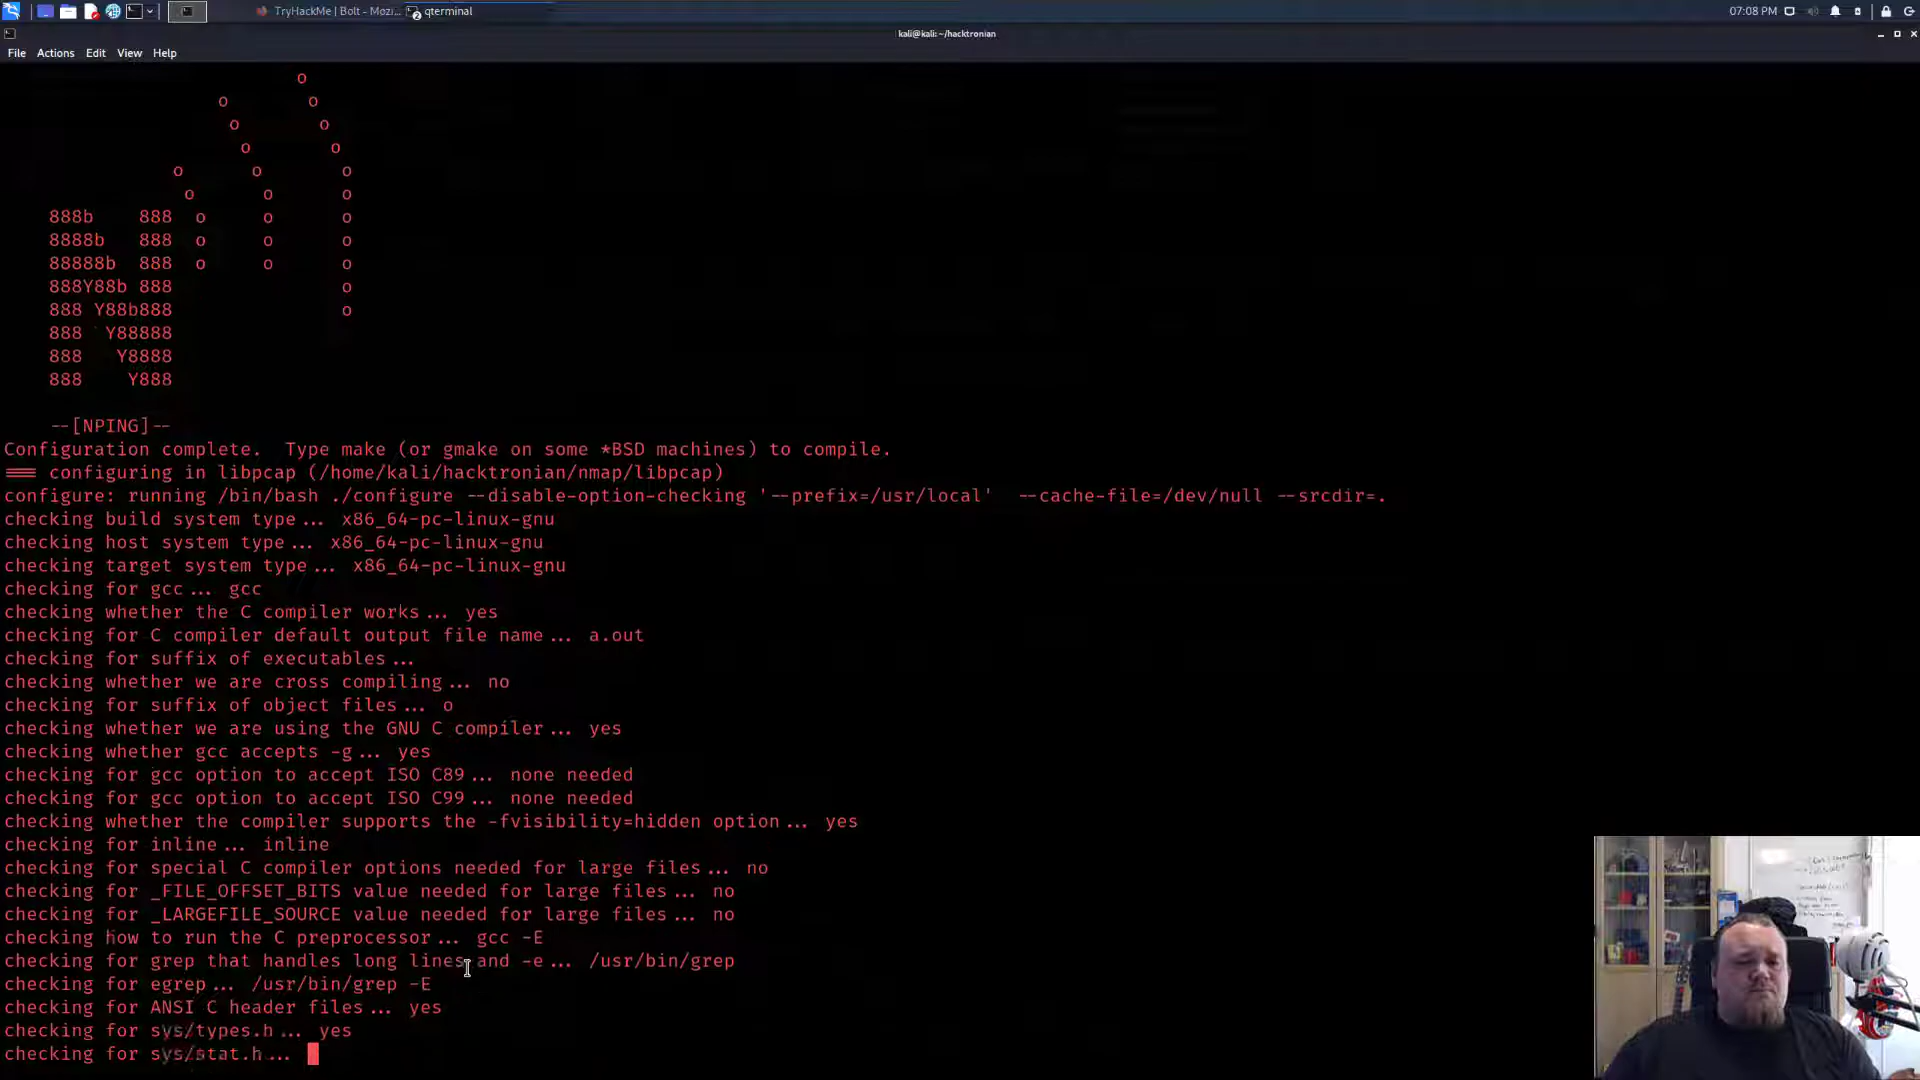 TryHackMe | Bolt - Mozi...
qterminal
07:08 PM
kali@kali: ~/hacktronian
File Actions Edit View Help
o
o o
o o
o o
o o o
o o o
888b 888 o o o
8888b 888 o o o
88888b 888 o o o
888Y88b 888 o
888 Y88b888 o
888 Y88888
888 Y8888
888 Y888
--[NPING]--
Configuration complete. Type make (or gmake on some *BSD machines) to compile.
=== configuring in libpcap (/home/kali/hacktronian/nmap/libpcap)
configure: running /bin/bash ./configure --disable-option-checking '--prefix=/usr/local' --cache-file=/dev/null --srcdir=.
checking build system type... x86_64-pc-linux-gnu
checking host system type... x86_64-pc-linux-gnu
checking target system type... x86_64-pc-linux-gnu
checking for gcc... gcc
checking whether the C compiler works... yes
checking for C compiler default output file name... a.out
checking for suffix of executables...
checking whether we are cross compiling... no
checking for suffix of object files... o
checking whether we are using the GNU C compiler... yes
checking whether gcc accepts -g... yes
checking for gcc option to accept ISO C89... none needed
checking for gcc option to accept ISO C99... none needed
checking whether the compiler supports the -fvisibility=hidden option... yes
checking for inline... inline
checking for special C compiler options needed for large files... no
checking for _FILE_OFFSET_BITS value needed for large files... no
checking for _LARGEFILE_SOURCE value needed for large files... no
checking how to run the C preprocessor... gcc -E
checking for grep that handles long lines and -e... /usr/bin/grep
checking for egrep... /usr/bin/grep -E
checking for ANSI C header files... yes
checking for sys/types.h... yes
checking for sys/stat.h...